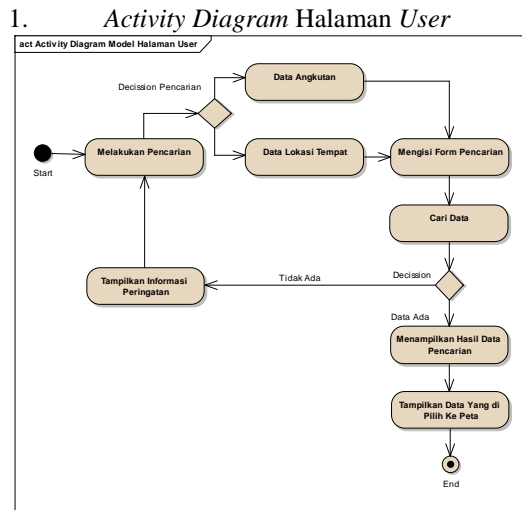 1. Activity Diagram Halaman User
act Activity Diagram Model Halaman User
Decission Pencarian
Data Angkutan
Melakukan Pencarian
Data Lokasi Tempat
Mengisi Form Pencarian
Start
Cari Data
Tampilkan Informasi
Peringatan
Tidak Ada
Decission
Data Ada
Menampilkan Hasil Data
Pencarian
Tampilkan Data Yang di
Pilih Ke Peta
End